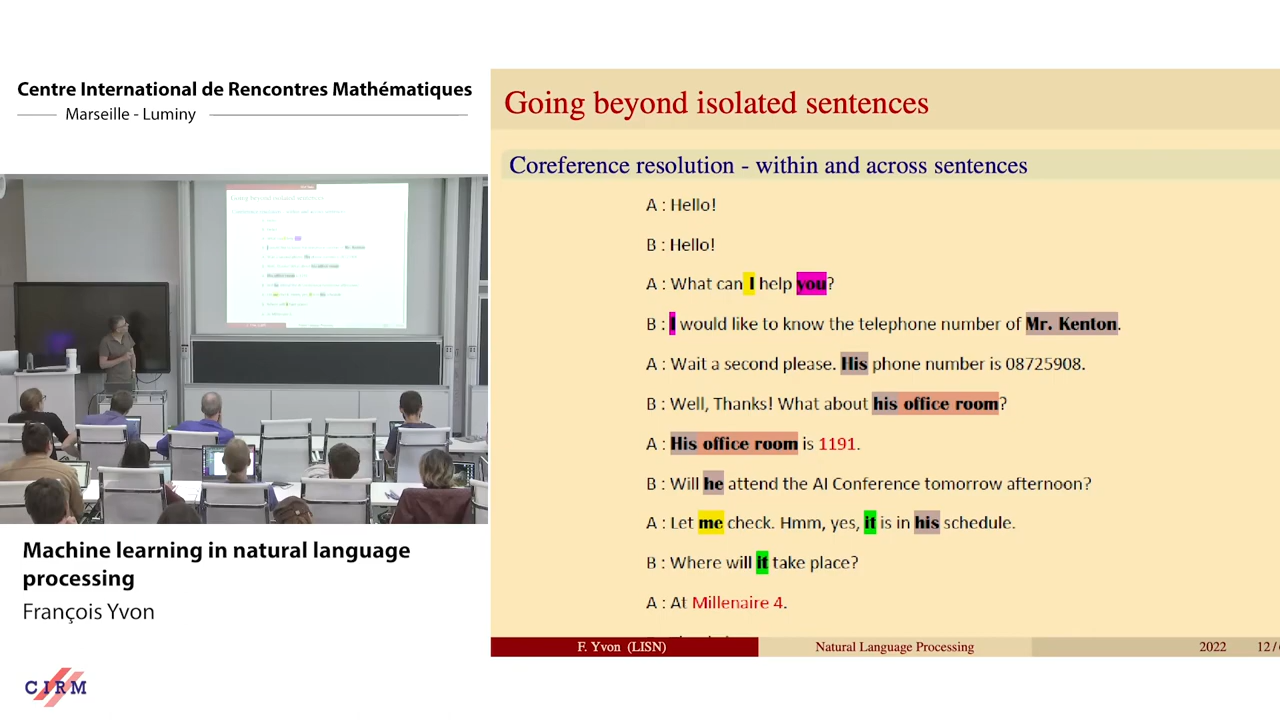 Centre International de Rencontres Mathématiques
Marseille - Luminy
Going beyond isolated sentences
Coreference resolution - within and across sentences
A : Hello!
B : Hello!
A : What can I help you?
B : I would like to know the telephone number of Mr. Kenton.
A : Wait a second please. His phone number is 08725908.
B : Well, Thanks! What about his office room?
A : His office room is 1191.
B : Will he attend the AI Conference tomorrow afternoon?
A : Let me check. Hmm, yes, it is in his schedule.
B : Where will it take place?
A : At Millenaire 4.
F. Yvon (LISN)
Natural Language Processing
2022
12 /
Machine learning in natural language
processing
François Yvon
CIRM